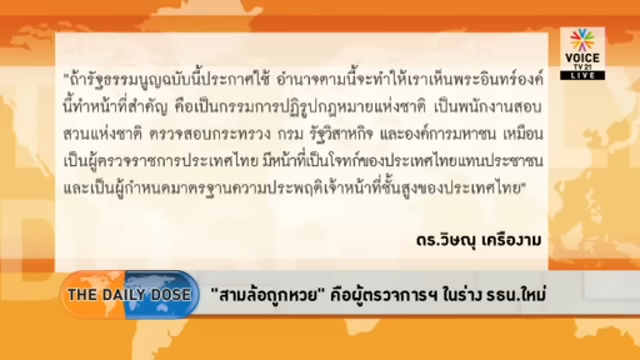 VOICE
TV 21
LIVE
"ถ้ารัฐธรรมนูญฉบับนี้ประกาศใช้ อำนาจตามนี้จะทำให้เราเห็นพระอินทร์องค์
นี้ทำหน้าที่สำคัญ คือเป็นกรรมการปฏิรูปกฎหมายแห่งชาติ เป็นพนักงานสอบ
สวนแห่งชาติ ตรวจสอบกระทรวง กรม รัฐวิสาหกิจ และองค์การมหาชน เหมือน
เป็นผู้ตรวจราชการประเทศไทย มีหน้าที่เป็นโจทก์ของประเทศไทยแทนประชาชน
และเป็นผู้กำหนดมาตรฐานความประพฤติเจ้าหน้าที่ชั้นสูงของประเทศไทย"
ดร.วิษณุ เครืองาม
THE DAILY DOSE
"สามล้อถูกหวย" คือผู้ตรวจการฯ ในร่าง รธน.ใหม่